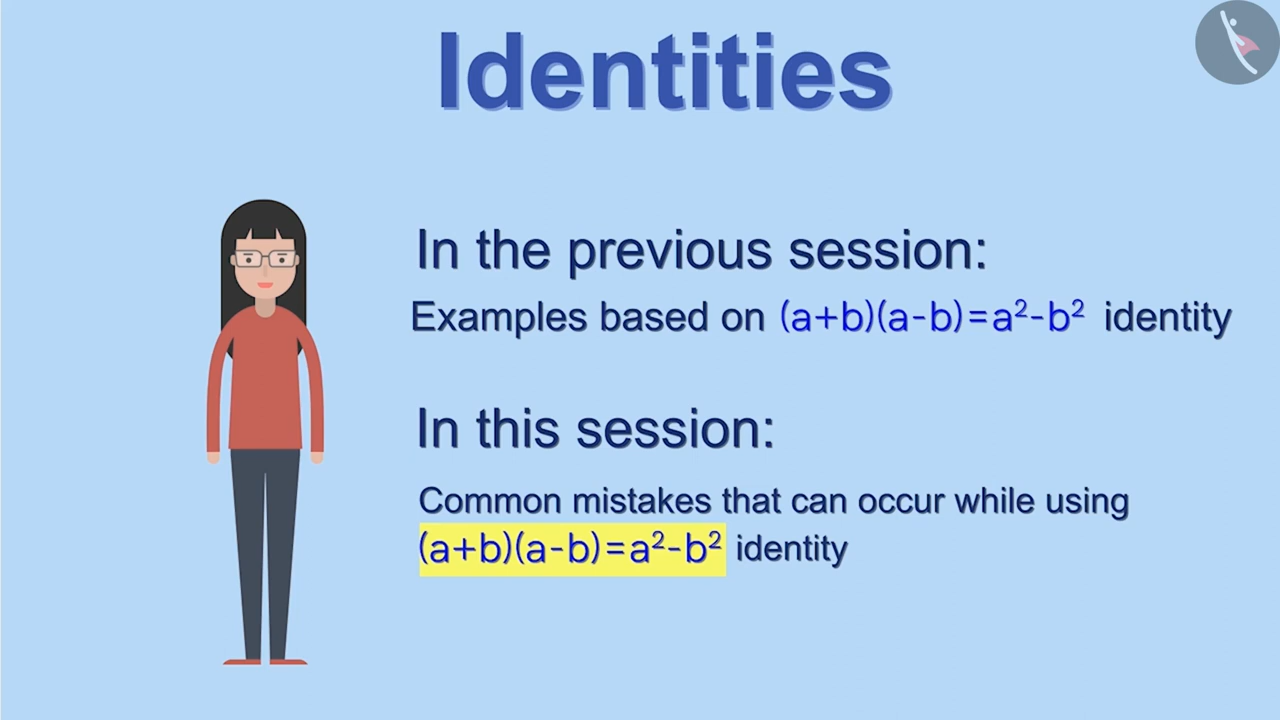 Identities
In the previous session:
Examples based on (a+b)(a-b)=a²-b² identity
In this session:
Common mistakes that can occur while using
(a+b)(a-b)=a²-b² identity